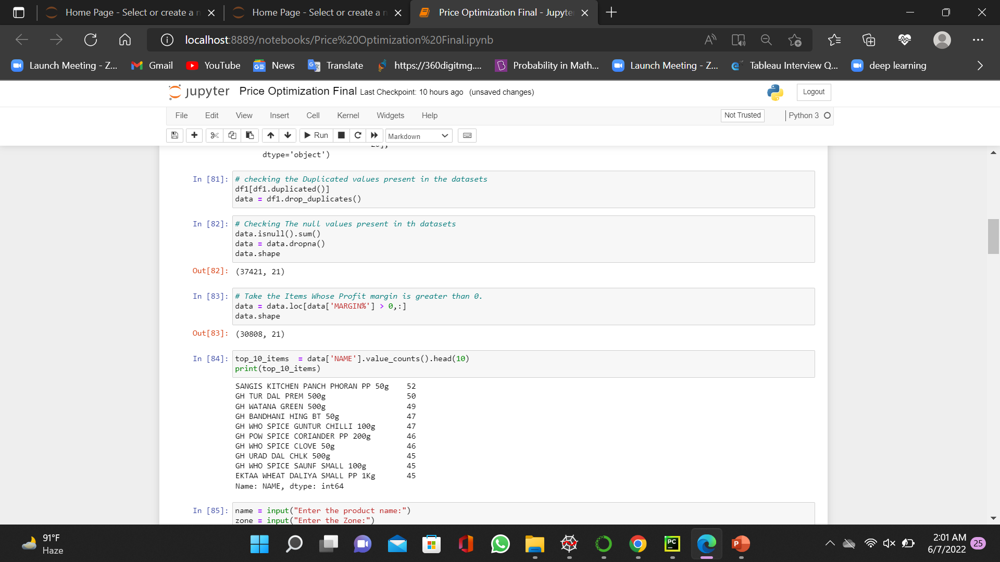 Home Page - Select or create a n
Home Page - Select or create a n
Price Optimization Final - Jupyte
localhost:8889/notebooks/Price%20Optimization%20Final.ipynb
Launch Meeting - Z...
Gmail
YouTube
News
Translate
https://360digitmg....
Probability in Math...
Launch Meeting - Z...
Tableau Interview Q...
deep learning
jupyter Price Optimization Final Last Checkpoint: 10 hours ago (unsaved changes)
Logout
File Edit View Insert Cell Kernel Widgets Help
Not Trusted
Python 3
Run
Markdown
dtype='object')
In [81]: # checking the Duplicated values present in the datasets
df1[df1.duplicated()]
data = df1.drop_duplicates()
In [82]: # Checking The null values present in th datasets
data.isnull().sum()
data = data.dropna()
data.shape
Out[82]: (37421, 21)
In [83]: # Take the Items Whose Profit margin is greater than 0.
data = data.loc[data['MARGIN%'] > 0,:]
data.shape
Out[83]: (30808, 21)
In [84]: top_10_items  = data['NAME'].value_counts().head(10)
print(top_10_items)
SANGIS KITCHEN PANCH PHORAN PP 50g    52
GH TUR DAL PREM 500g    50
GH WATANA GREEN 500g    49
GH BANDHANI HING BT 50g    47
GH WHO SPICE GUNTUR CHILLI 100g    47
GH POW SPICE CORIANDER PP 200g    46
GH WHO SPICE CLOVE 50g    46
GH URAD DAL CHLK 500g    45
GH WHO SPICE SAUNF SMALL 100g    45
EKTAA WHEAT DALIYA SMALL PP 1Kg    45
Name: NAME, dtype: int64
In [85]: name = input("Enter the product name:")
zone = input("Enter the Zone:")
91°F
Haze
PC
P
2:01 AM
6/7/2022
25